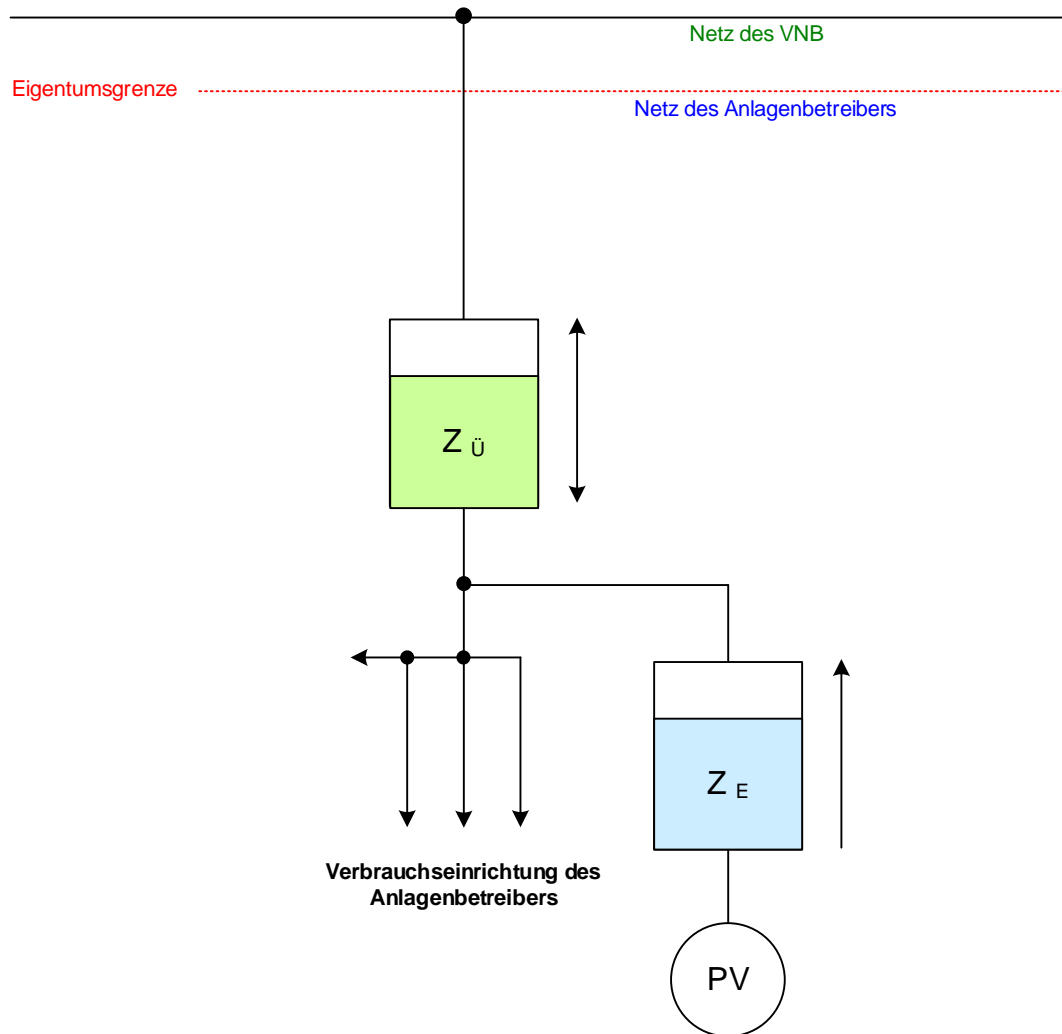 Netz des VNB
Eigentumsgrenze
Netz des Anlagenbetreibers
Z Ü
Z E
Verbrauchseinrichtung des
Anlagenbetreibers
PV